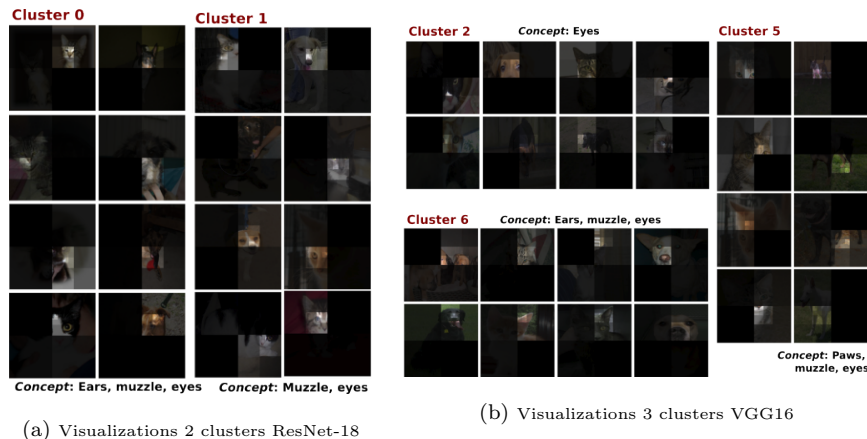 Cluster 0
Cluster 1
Concept: Ears, muzzle, eyes
Concept: Muzzle, eyes
(a) Visualizations 2 clusters ResNet-18
Cluster 2
Concept: Eyes
Cluster 5
Cluster 6
Concept: Ears, muzzle, eyes
Concept: Paws,
muzzle, eyes
(b) Visualizations 3 clusters VGG16